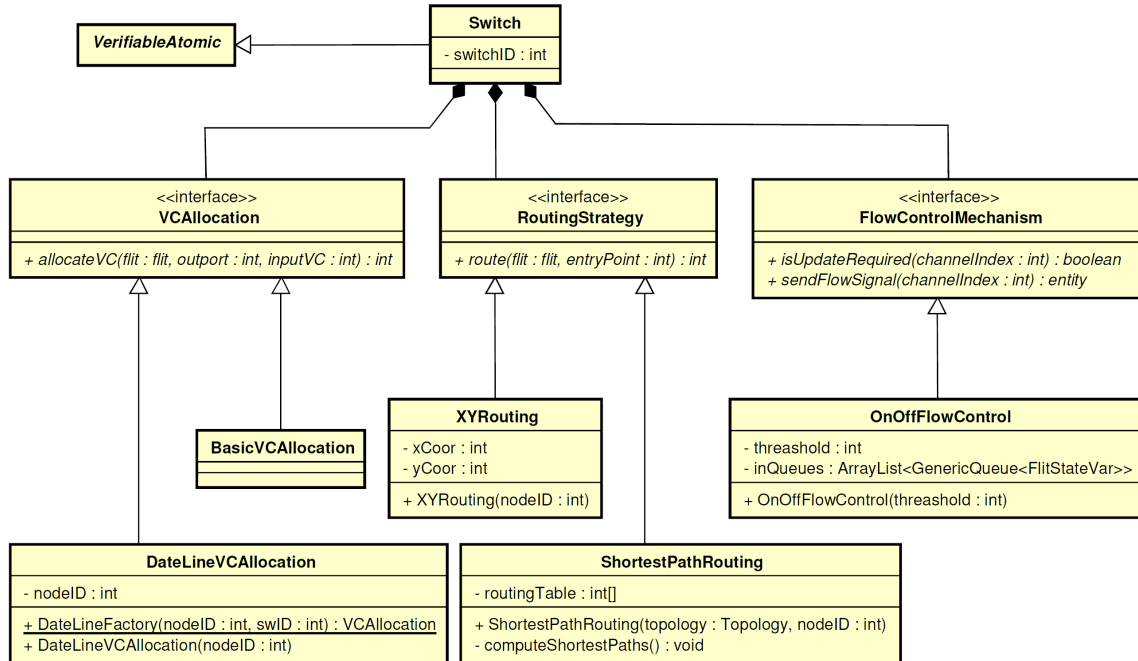 Switch
- switchID : int
VerifiableAtomic
<<interface>>
VCAllocation
+ allocateVC(flit : flit, outport : int, inputVC : int) : int
<<interface>>
RoutingStrategy
+ route(flit : flit, entryPoint : int) : int
<<interface>>
FlowControlMechanism
+ isUpdateRequired(channelIndex : int) : boolean
+ sendFlowSignal(channelIndex : int) : entity
BasicVCAllocation
XYRouting
- xCoor : int
- yCoor : int
+ XYRouting(nodeID : int)
OnOffFlowControl
- threashold : int
- inQueues : ArrayList<GenericQueue<FlitStateVar>>
+ OnOffFlowControl(threashold : int)
DateLineVCAllocation
- nodeID : int
+ DateLineFactory(nodeID : int, swID : int) : VCAllocation
+ DateLineVCAllocation(nodeID : int)
ShortestPathRouting
- routingTable : int[]
+ ShortestPathRouting(topology : Topology, nodeID : int)
- computeShortestPaths() : void